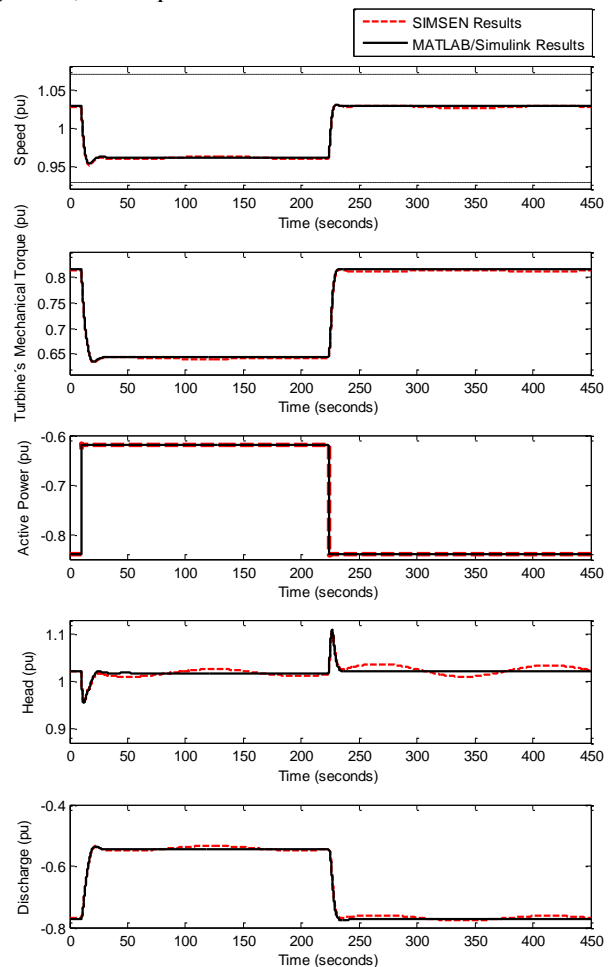 SIMSEN Results
MATLAB/Simulink Results
Speed (pu)
1.05
1
0.95
0 50 100 150 200 250 300 350 400 450
Time (seconds)
Turbine´s Mechanical Torque (pu)
0.8
0.75
0.7
0.65
0 50 100 150 200 250 300 350 400 450
Time (seconds)
Active Power (pu)
-0.6
-0.7
-0.8
0 50 100 150 200 250 300 350 400 450
Time (seconds)
Head (pu)
1.1
1
0.9
0 50 100 150 200 250 300 350 400 450
Time (seconds)
Discharge (pu)
-0.4
-0.6
-0.8
0 50 100 150 200 250 300 350 400 450
Time (seconds)